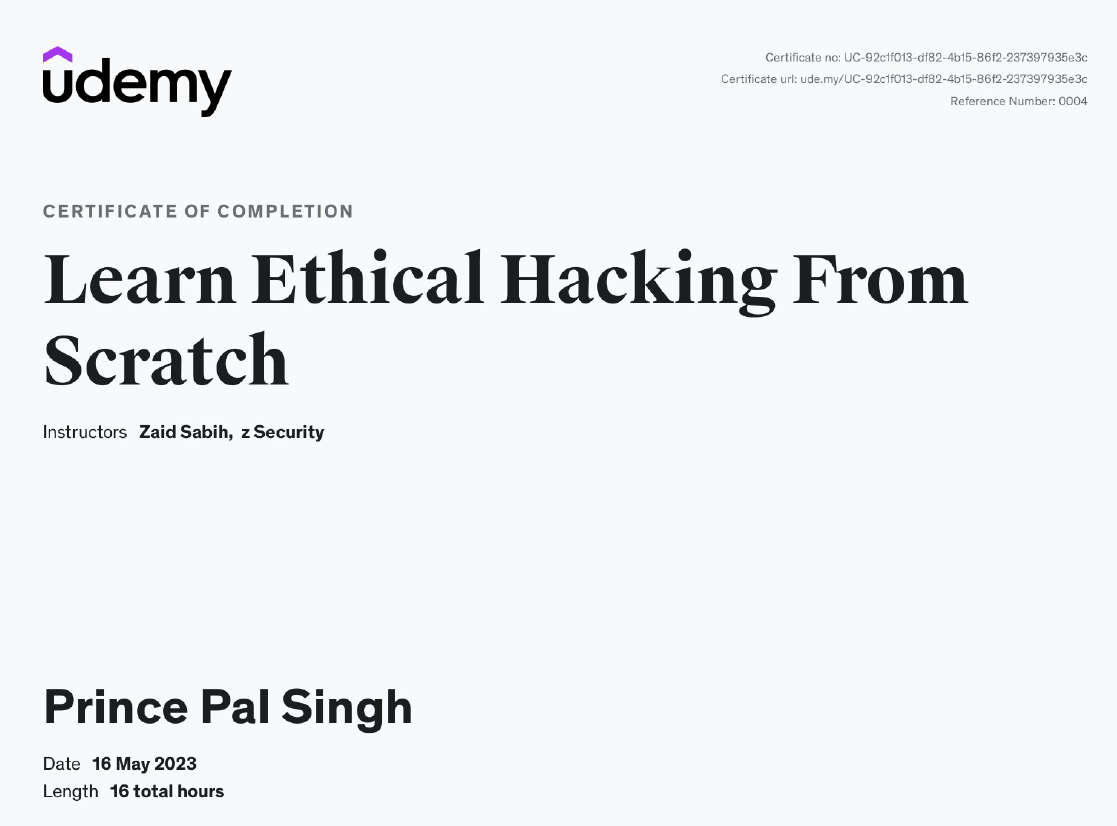 udemy
Certificate no: UC-92c1f013-df82-4b15-86f2-237397935e3c
Certificate url: ude.my/UC-92c1f013-df82-4b15-86f2-237397935e3c
Reference Number: 0004
CERTIFICATE OF COMPLETION
Learn Ethical Hacking From
Scratch
Instructors Zaid Sabih, z Security
Prince Pal Singh
Date 16 May 2023
Length 16 total hours